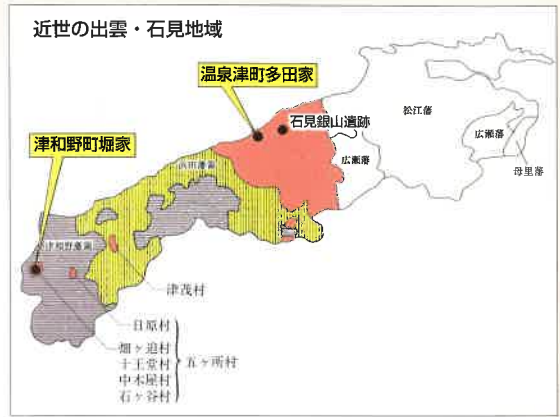 近世の出雲・石見地域
温泉津町多田家
石見銀山遺跡
松江藩
広瀬藩
広瀬藩
母里藩
津和野町堀家
浜田藩領
津和野藩領
津茂村
日原村
畑ヶ迫村
十王堂村
中木屋村
石ヶ谷村
五ヶ所村